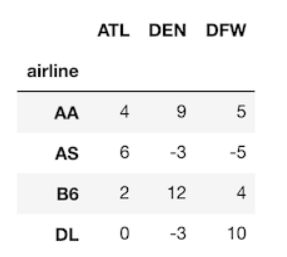 ATL DEN DFW
airline
AA 4 9 5
AS 6 -3 -5
B6 2 12 4
DL 0 -3 10